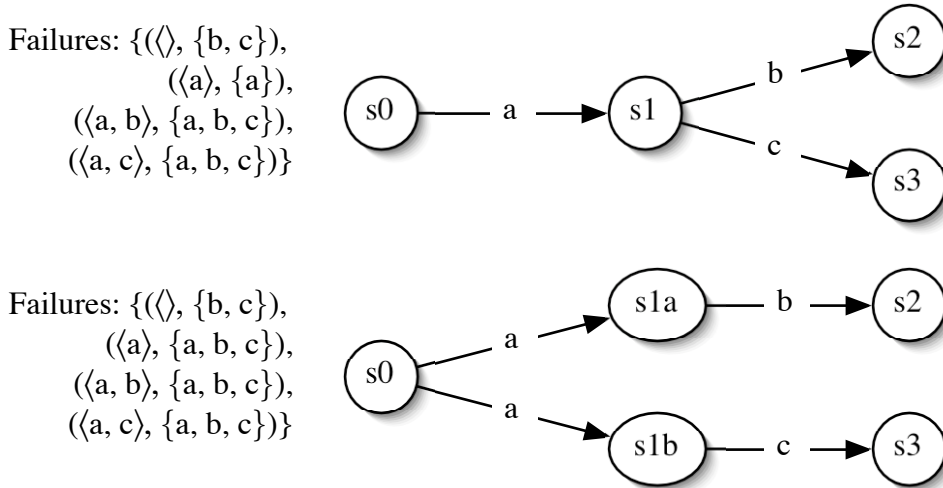 Failures: {(⟨⟩, {b, c}),
(⟨a⟩, {a}),
(⟨a, b⟩, {a, b, c}),
(⟨a, c⟩, {a, b, c})}
s0
a
s1
b
c
s2
s3
Failures: {(⟨⟩, {b, c}),
(⟨a⟩, {a, b, c}),
(⟨a, b⟩, {a, b, c}),
(⟨a, c⟩, {a, b, c})}
s0
a
s1a
b
s2
a
s1b
c
s3